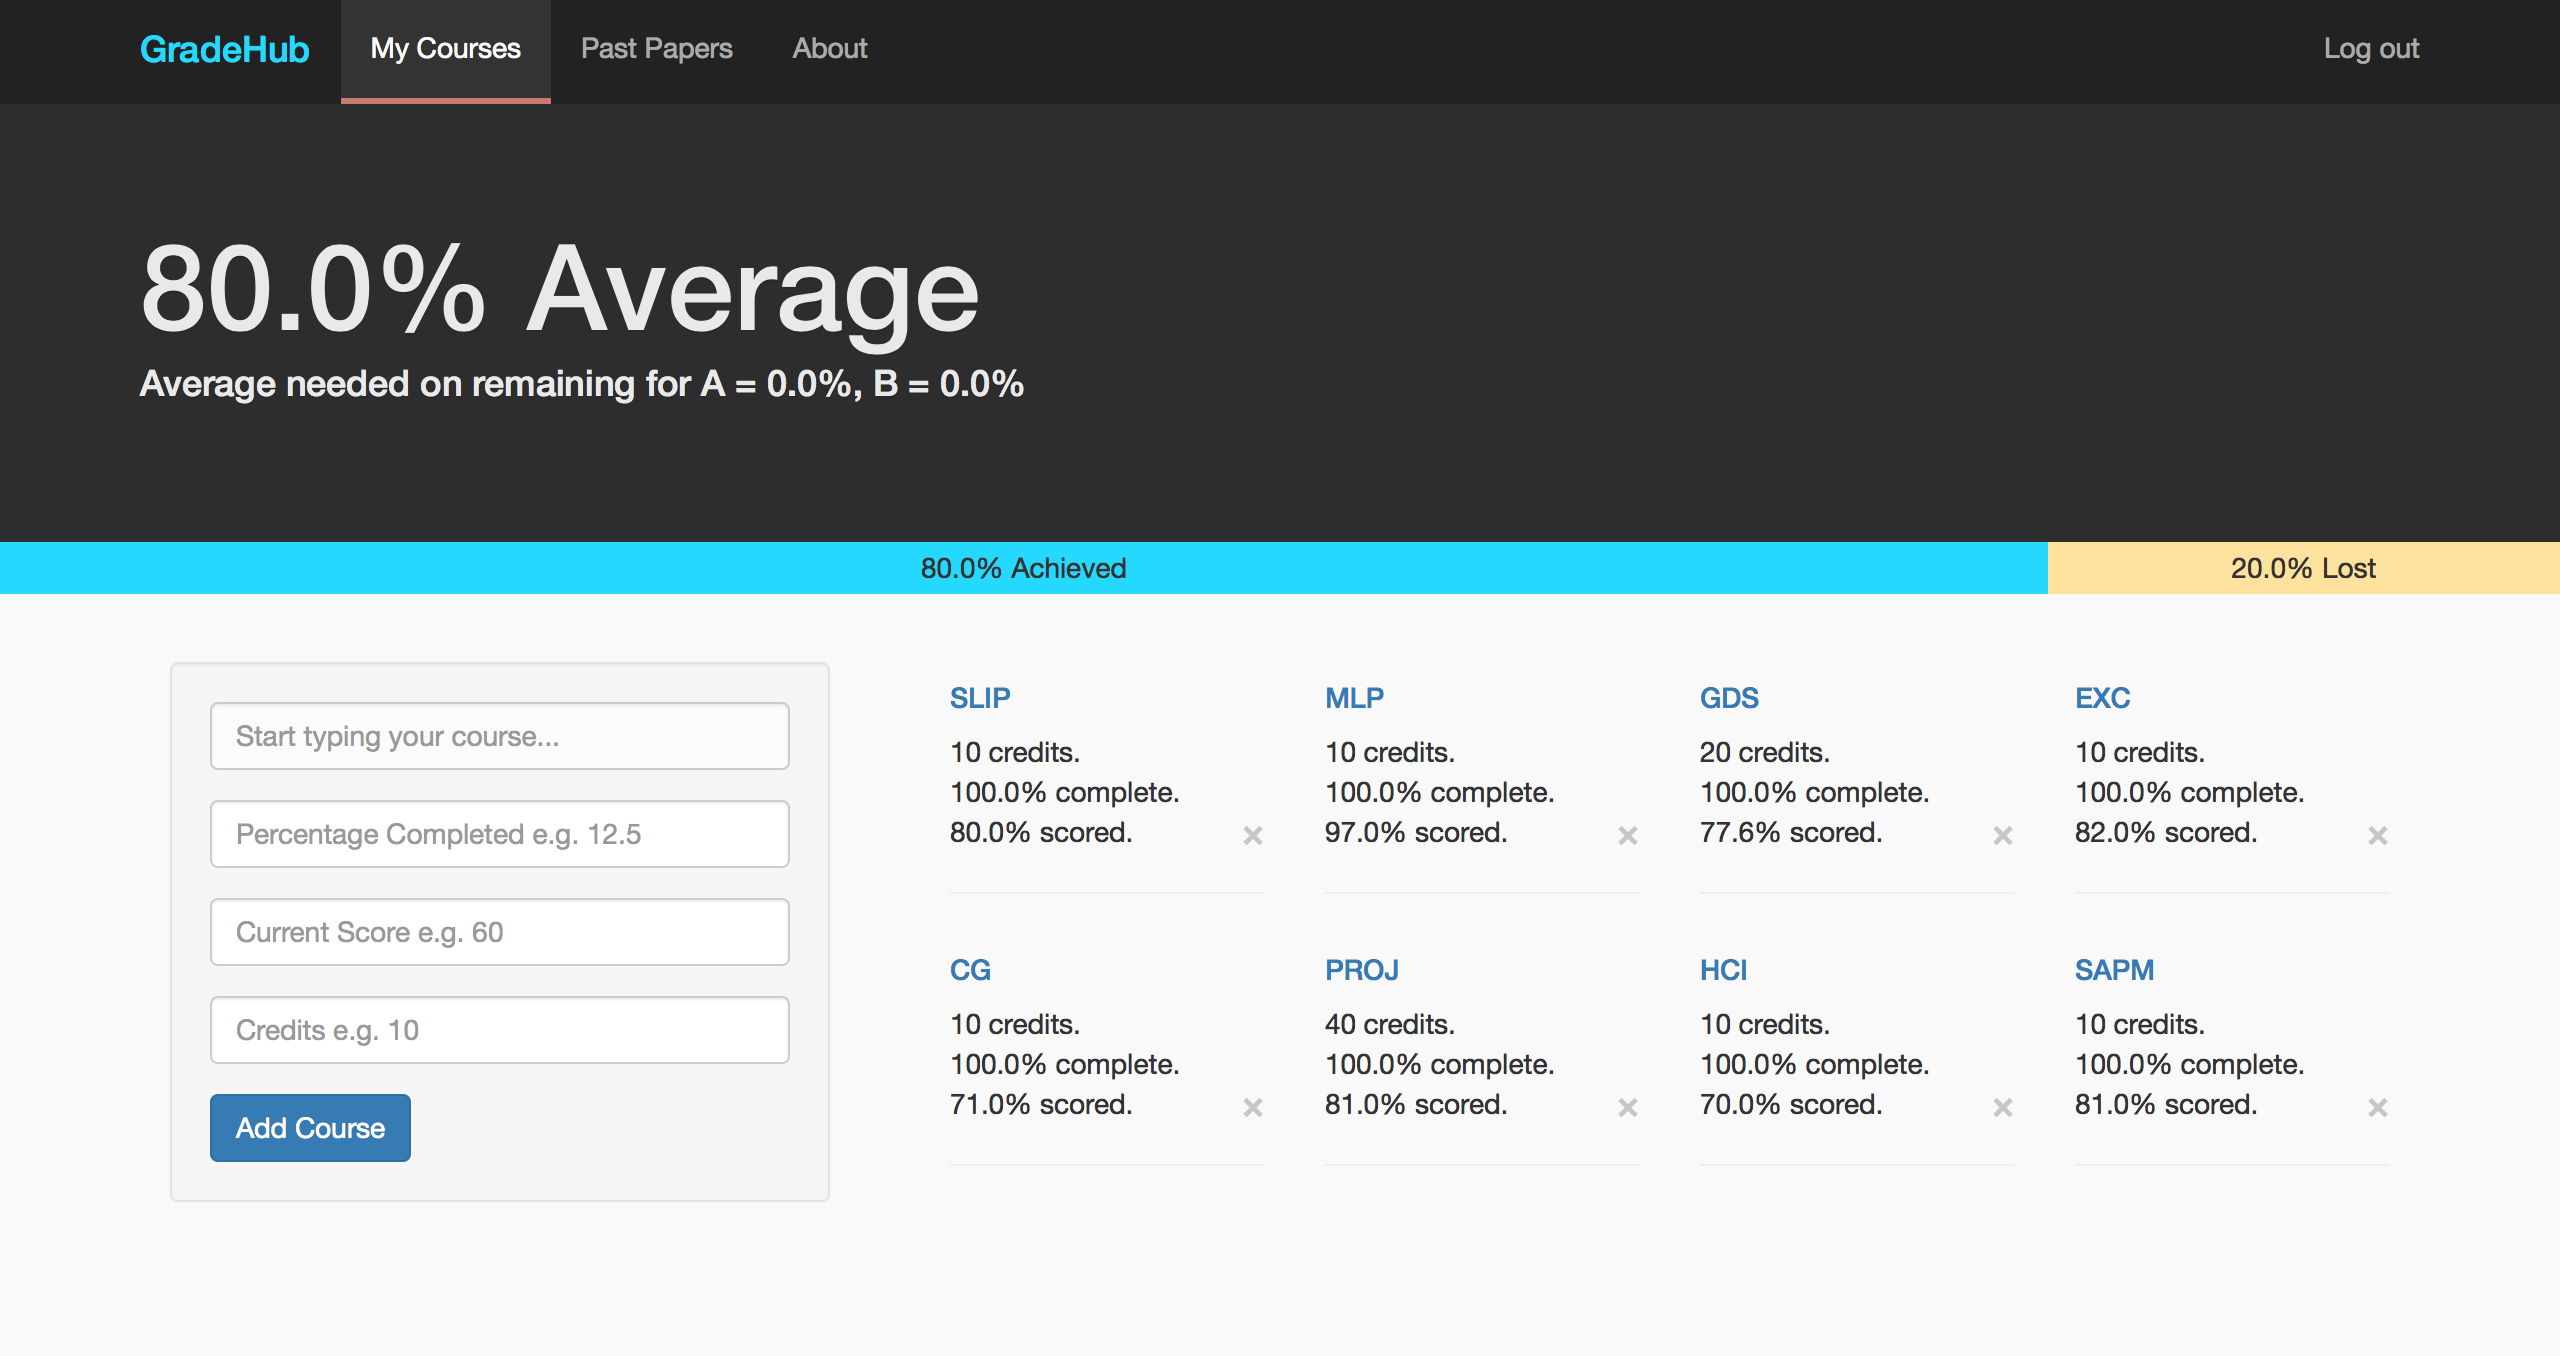 GradeHub
My Courses
Past Papers
About
Log out
80.0% Average
Average needed on remaining for A = 0.0%, B = 0.0%
80.0% Achieved
20.0% Lost
Start typing your course...
Percentage Completed e.g. 12.5
Current Score e.g. 60
Credits e.g. 10
Add Course
SLIP
10 credits.
100.0% complete.
80.0% scored.
MLP
10 credits.
100.0% complete.
97.0% scored.
GDS
20 credits.
100.0% complete.
77.6% scored.
EXC
10 credits.
100.0% complete.
82.0% scored.
CG
10 credits.
100.0% complete.
71.0% scored.
PROJ
40 credits.
100.0% complete.
81.0% scored.
HCI
10 credits.
100.0% complete.
70.0% scored.
SAPM
10 credits.
100.0% complete.
81.0% scored.